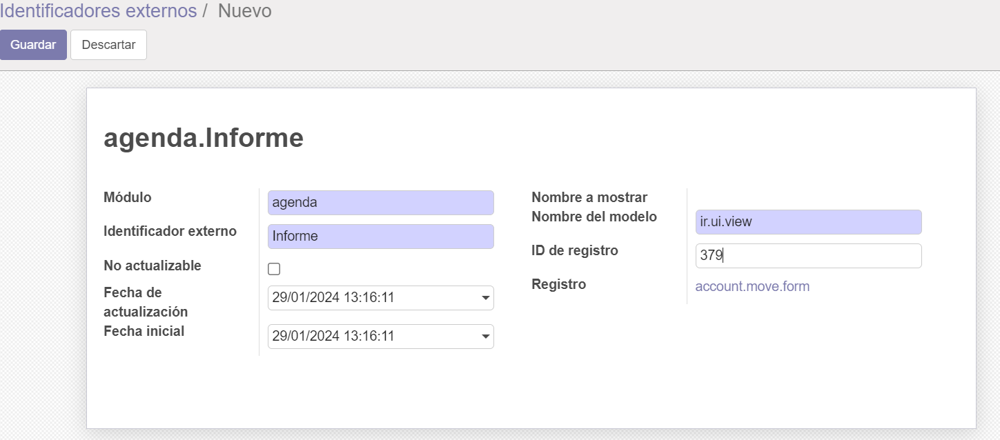 Identificadores externos / Nuevo
Guardar Descartar
agenda.Informe
Módulo agenda
Identificador externo Informe
No actualizable
Fecha de
actualización 29/01/2024 13:16:11
Fecha inicial 29/01/2024 13:16:11
Nombre a mostrar
Nombre del modelo ir.ui.view
ID de registro 379
Registro account.move.form